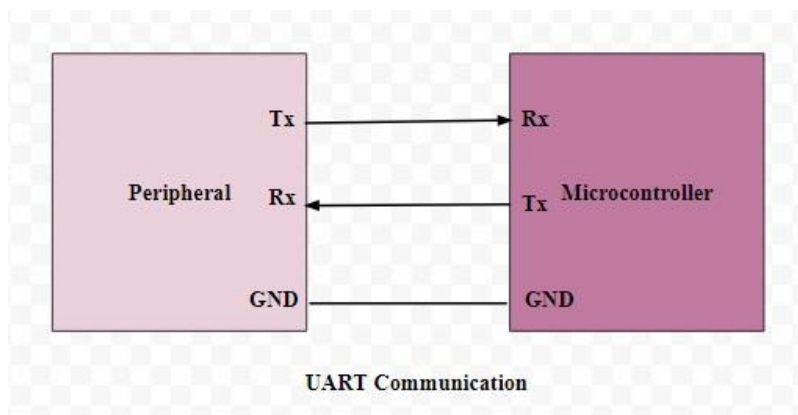 Tx
Rx
Peripheral
Rx
Tx
Microcontroller
GND
GND
UART Communication